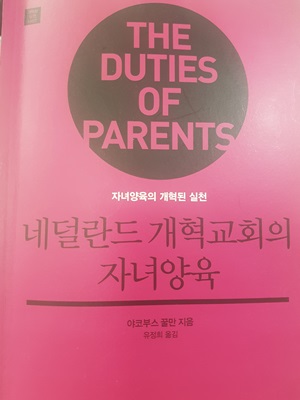 THE
DUTIES
OF
PARENTS
자녀양육의 개혁된 실천
네덜란드 개혁교회의
자녀양육
야코부스 꿀만 지음
유정희 옮김